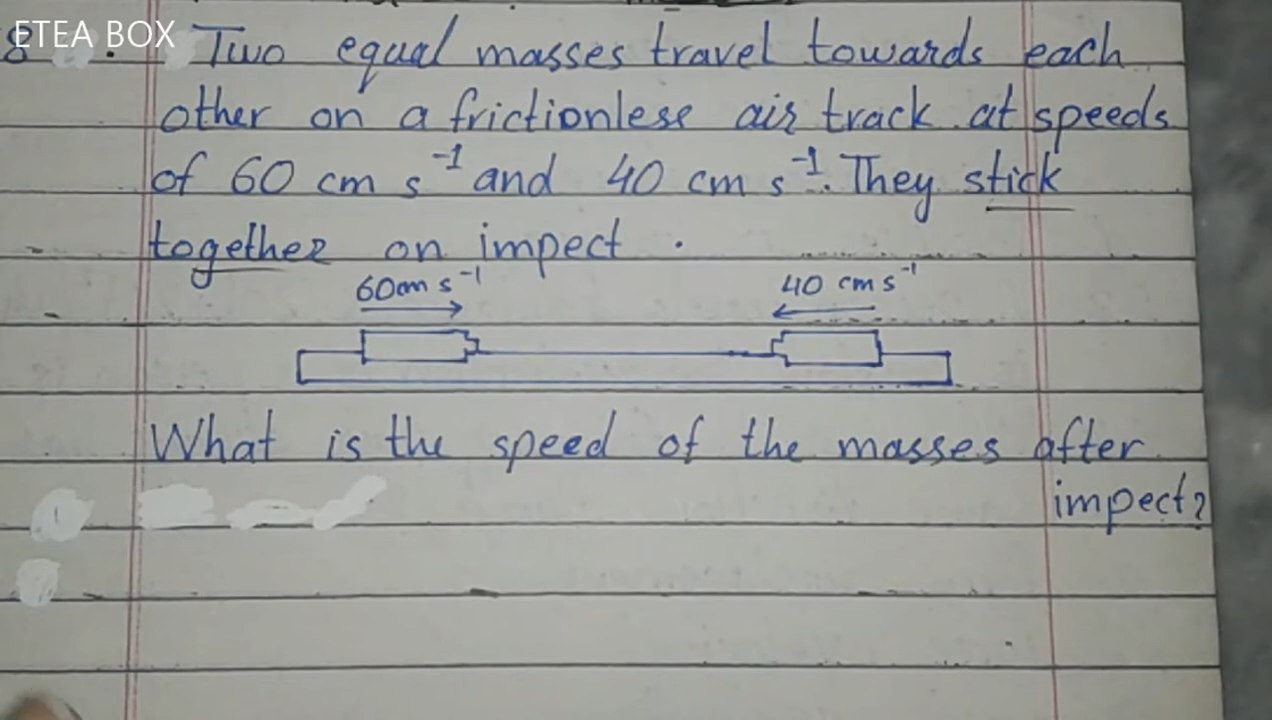 ETEA BOX
8 . Two equal masses travel towards each
other on a frictionless air track at speeds
of 60 cm s⁻¹ and 40 cm s⁻¹. They stick
together on impect .
60cm s⁻¹ 40 cm s⁻¹
What is the speed of the masses after
impect?